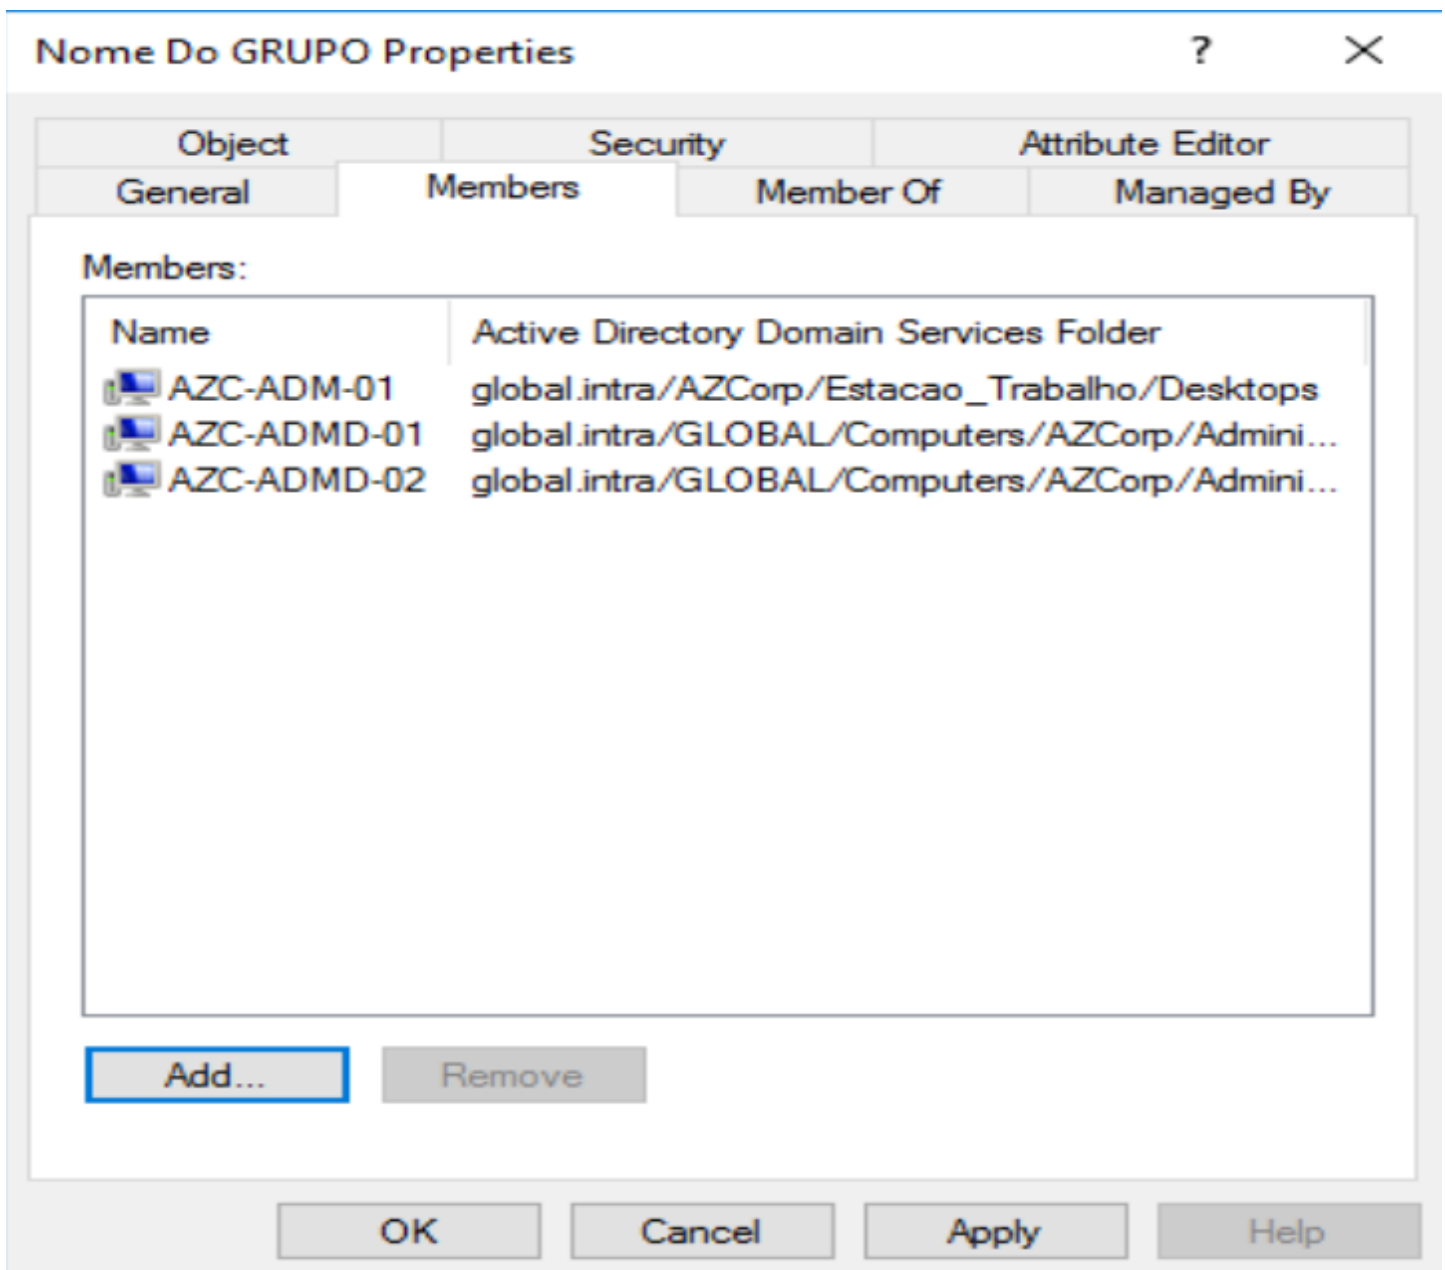 Nome Do GRUPO Properties ?
Object Security Attribute Editor
General Members Member Of Managed By
Members:
Name Active Directory Domain Services Folder
AZC-ADM-01 global.intra/AZCorp/Estacao_Trabalho/Desktops
AZC-ADMD-01 global.intra/GLOBAL/Computers/AZCorp/Admini...
AZC-ADMD-02 global.intra/GLOBAL/Computers/AZCorp/Admini...
Add... Remove
OK Cancel Apply Help